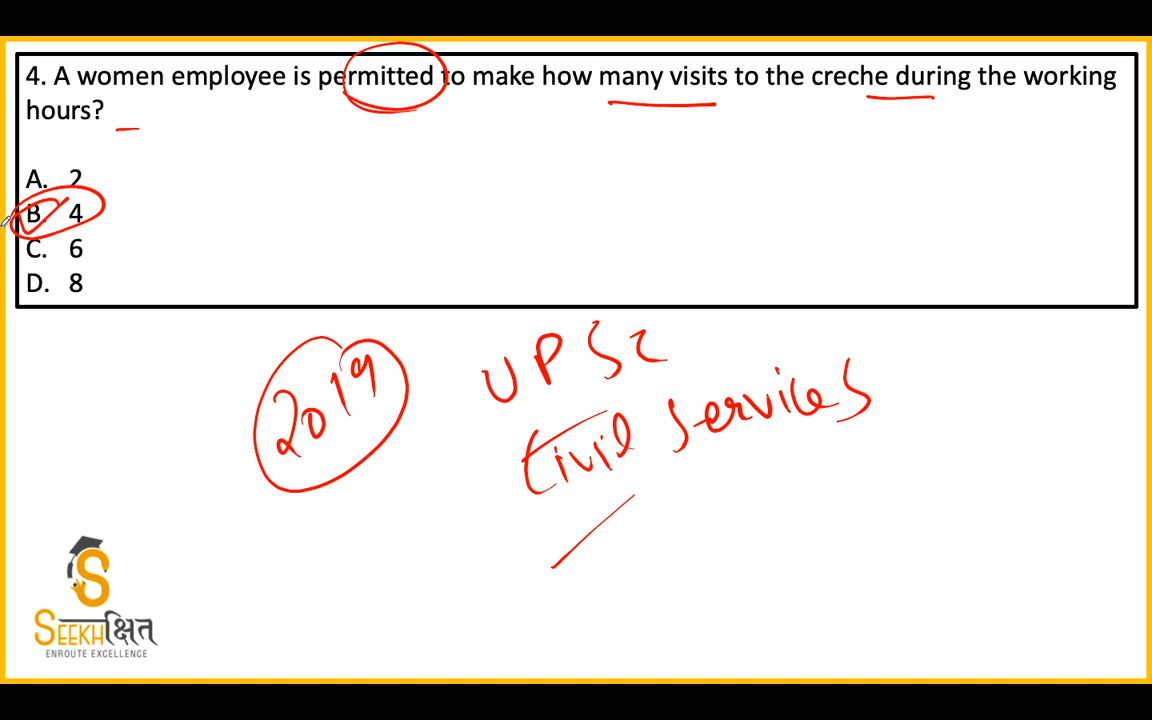 4. A women employee is permitted to make how many visits to the creche during the working
hours?
A. 2
B. 4
C. 6
D. 8
2019
UPSC
Civil Services
SEEKHक्षित
ENROUTE EXCELLENCE